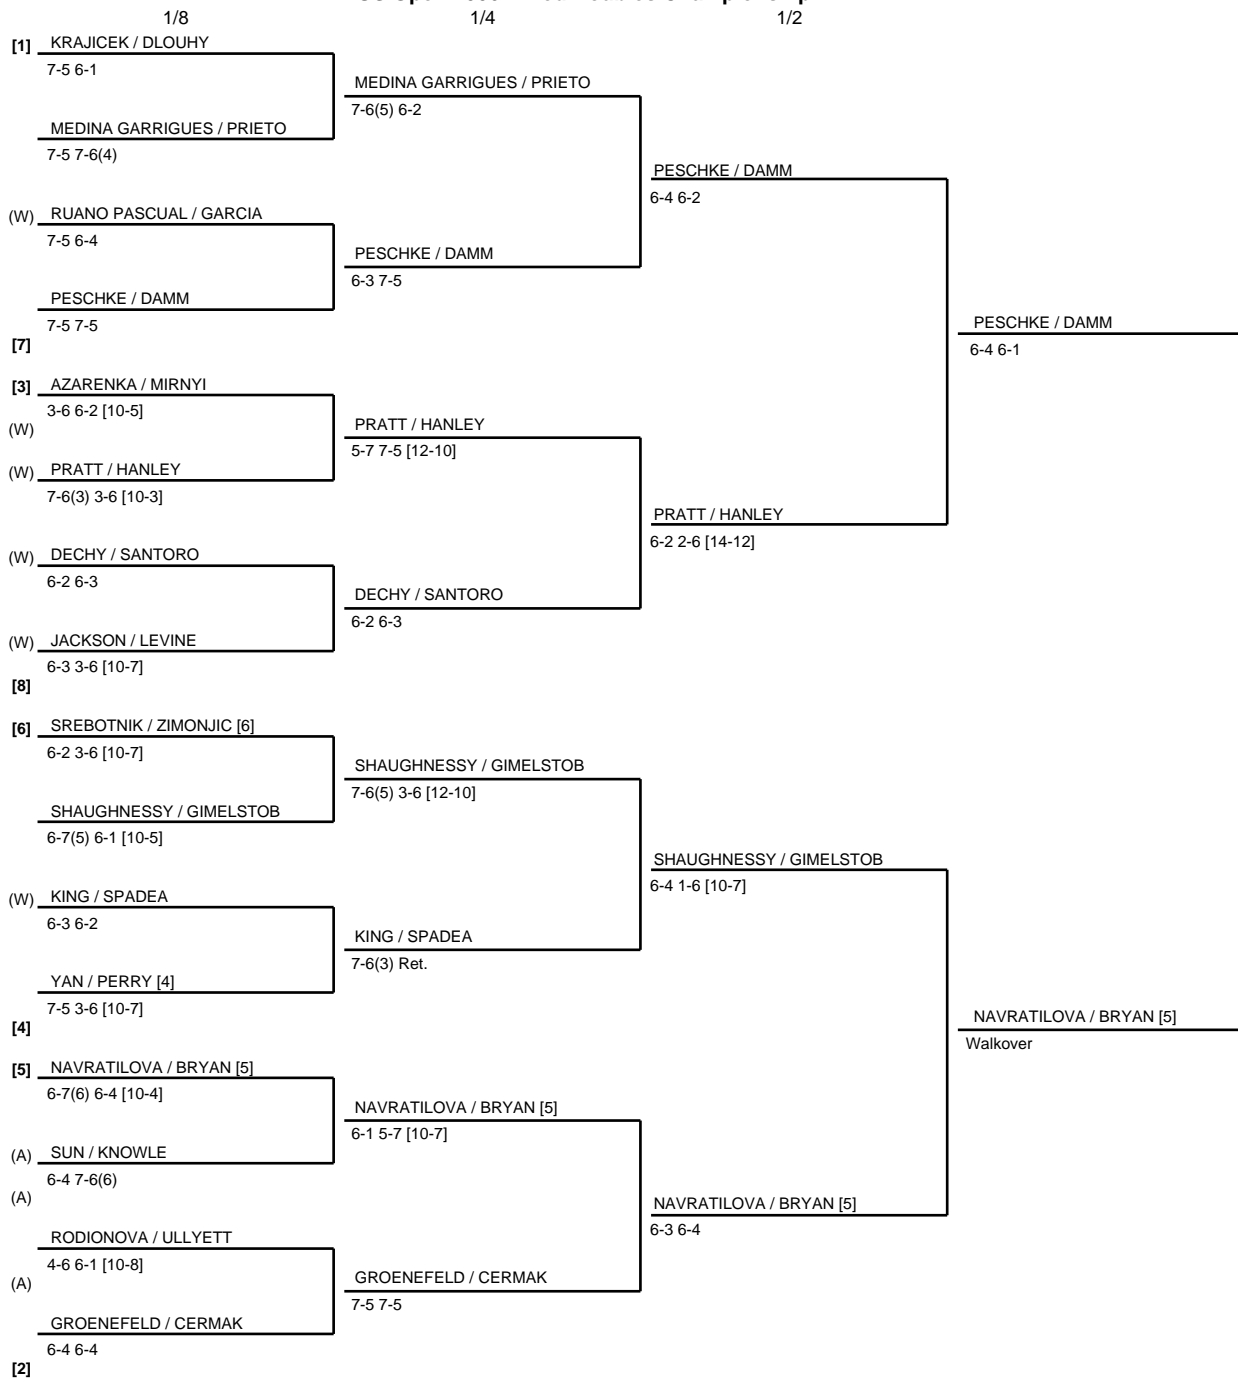 1/8 1/4 1/2
[1] KRAJICEK / DLOUHY
7-5 6-1
MEDINA GARRIGUES / PRIETO
7-6(5) 6-2
MEDINA GARRIGUES / PRIETO
7-5 7-6(4)
PESCHKE / DAMM
6-4 6-2
(W) RUANO PASCUAL / GARCIA
7-5 6-4
PESCHKE / DAMM
6-3 7-5
PESCHKE / DAMM
7-5 7-5
[7]
PESCHKE / DAMM
6-4 6-1
[3] AZARENKA / MIRNYI
3-6 6-2 [10-5]
(W)
PRATT / HANLEY
5-7 7-5 [12-10]
(W) PRATT / HANLEY
7-6(3) 3-6 [10-3]
PRATT / HANLEY
6-2 2-6 [14-12]
(W) DECHY / SANTORO
6-2 6-3
DECHY / SANTORO
6-2 6-3
(W) JACKSON / LEVINE
6-3 3-6 [10-7]
[8]
[6] SREBOTNIK / ZIMONJIC [6]
6-2 3-6 [10-7]
SHAUGHNESSY / GIMELSTOB
7-6(5) 3-6 [12-10]
SHAUGHNESSY / GIMELSTOB
6-7(5) 6-1 [10-5]
SHAUGHNESSY / GIMELSTOB
6-4 1-6 [10-7]
(W) KING / SPADEA
6-3 6-2
KING / SPADEA
7-6(3) Ret.
YAN / PERRY [4]
7-5 3-6 [10-7]
[4]
NAVRATILOVA / BRYAN [5]
Walkover
[5] NAVRATILOVA / BRYAN [5]
6-7(6) 6-4 [10-4]
NAVRATILOVA / BRYAN [5]
6-1 5-7 [10-7]
(A) SUN / KNOWLE
6-4 7-6(6)
(A)
NAVRATILOVA / BRYAN [5]
6-3 6-4
RODIONOVA / ULLYETT
4-6 6-1 [10-8]
(A)
GROENEFELD / CERMAK
7-5 7-5
GROENEFELD / CERMAK
6-4 6-4
[2]